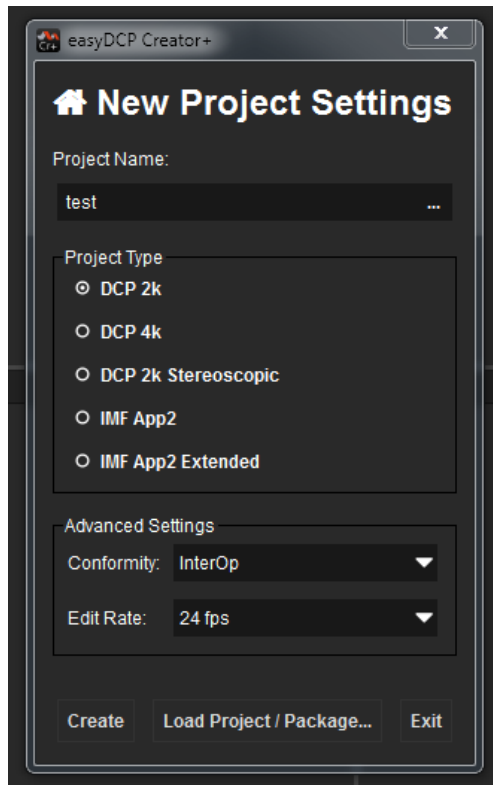 Cr+ easyDCP Creator+ x
New Project Settings
Project Name:
test ...
Project Type
DCP 2k
DCP 4k
DCP 2k Stereoscopic
IMF App2
IMF App2 Extended
Advanced Settings
Conformity: InterOp
Edit Rate: 24 fps
Create Load Project / Package... Exit